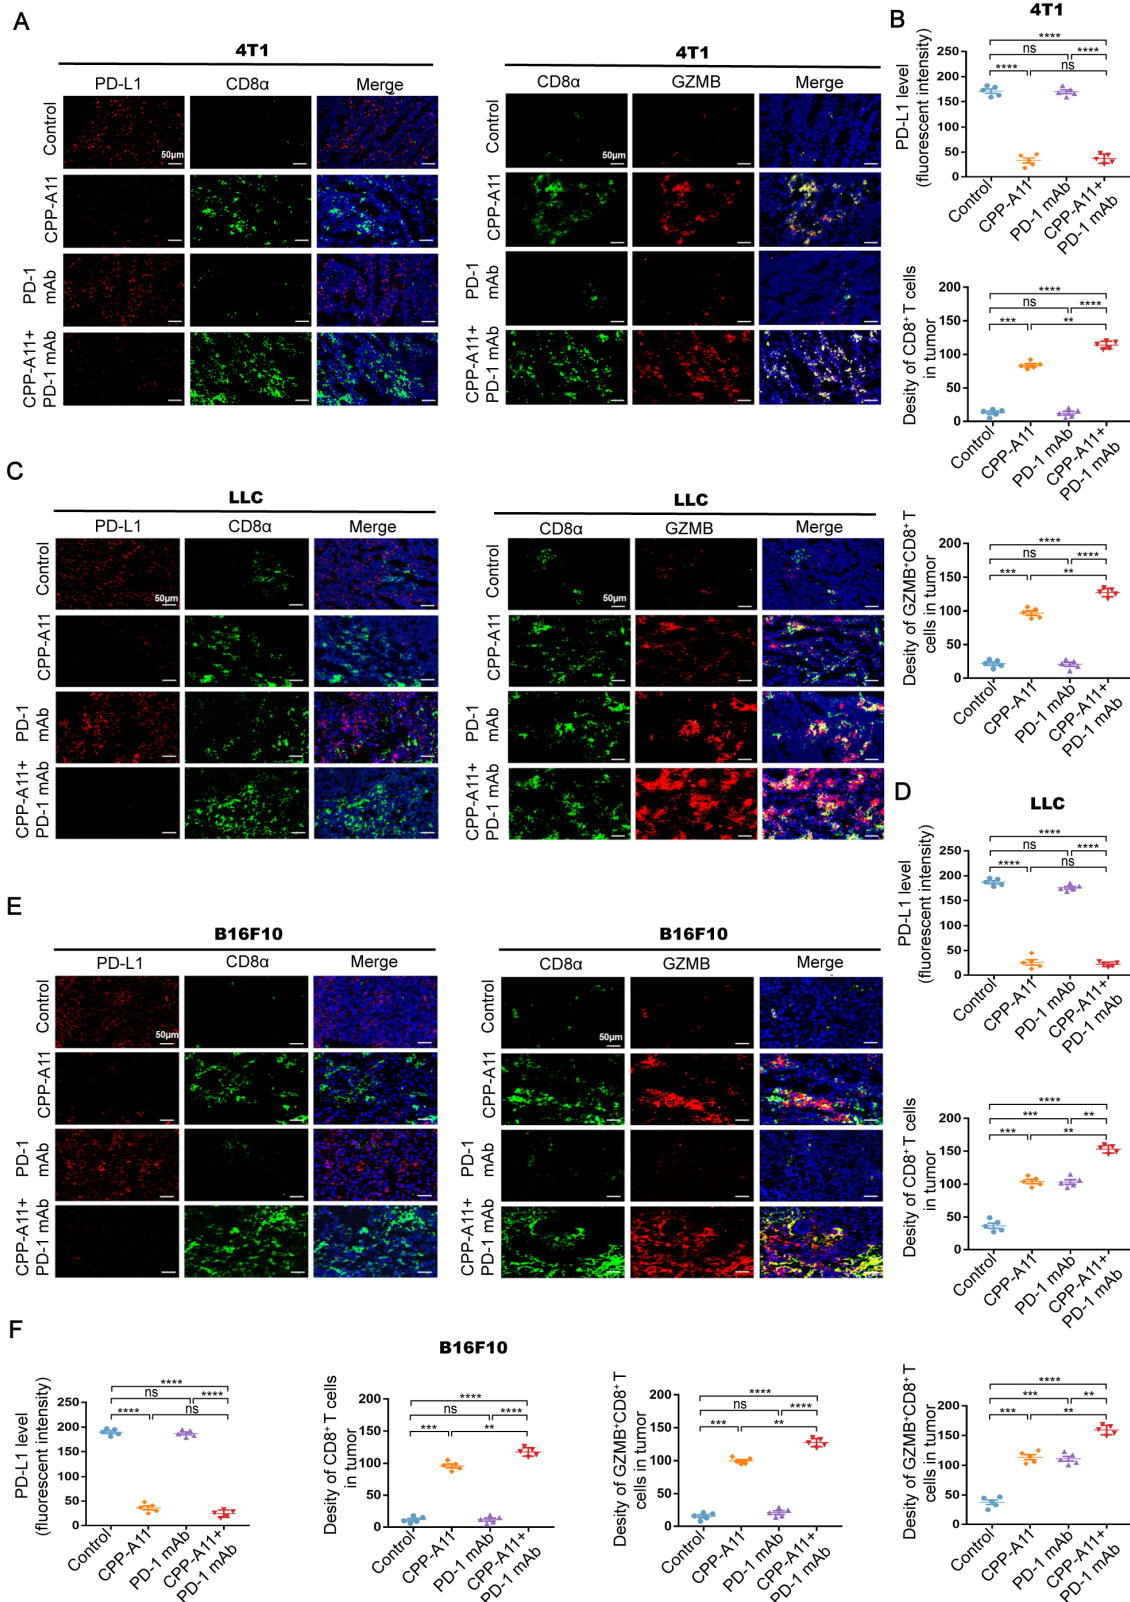 A
4T1
PD-L1 CD8α Merge
Control
50μm
CPP-A11
PD-1
mAb
CPP-A11+
PD-1 mAb
4T1
CD8α GZMB Merge
Control
50μm
CPP-A11
PD-1
mAb
CPP-A11+
PD-1 mAb
B
4T1
PD-L1 level
(fluorescent intensity)
250
200
150
100
50
0
****
ns ****
**** ns
Control
CPP-A11
PD-1 mAb
CPP-A11+
PD-1 mAb
Desity of CD8⁺ T cells
in tumor
200
150
100
50
0
****
ns ****
*** **
Control
CPP-A11
PD-1 mAb
CPP-A11+
PD-1 mAb
Desity of GZMB⁺CD8⁺ T
cells in tumor
200
150
100
50
0
****
ns ****
*** **
Control
CPP-A11
PD-1 mAb
CPP-A11+
PD-1 mAb
C
LLC
PD-L1 CD8α Merge
Control
50μm
CPP-A11
PD-1
mAb
CPP-A11+
PD-1 mAb
LLC
CD8α GZMB Merge
Control
50μm
CPP-A11
PD-1
mAb
CPP-A11+
PD-1 mAb
D
LLC
PD-L1 level
(fluorescent intensity)
250
200
150
100
50
0
****
ns ****
**** ns
Control
CPP-A11
PD-1 mAb
CPP-A11+
PD-1 mAb
Desity of CD8⁺ T cells
in tumor
200
150
100
50
0
****
*** **
*** **
Control
CPP-A11
PD-1 mAb
CPP-A11+
PD-1 mAb
Desity of GZMB⁺CD8⁺ T
cells in tumor
200
150
100
50
0
****
*** **
*** **
Control
CPP-A11
PD-1 mAb
CPP-A11+
PD-1 mAb
E
B16F10
PD-L1 CD8α Merge
Control
50μm
CPP-A11
PD-1
mAb
CPP-A11+
PD-1 mAb
B16F10
CD8α GZMB Merge
Control
50μm
CPP-A11
PD-1
mAb
CPP-A11+
PD-1 mAb
F
B16F10
PD-L1 level
(fluorescent intensity)
250
200
150
100
50
0
****
ns ****
**** ns
Control
CPP-A11
PD-1 mAb
CPP-A11+
PD-1 mAb
Desity of CD8⁺ T cells
in tumor
200
150
100
50
0
****
ns ****
*** **
Control
CPP-A11
PD-1 mAb
CPP-A11+
PD-1 mAb
Desity of GZMB⁺CD8⁺ T
cells in tumor
200
150
100
50
0
****
ns ****
*** **
Control
CPP-A11
PD-1 mAb
CPP-A11+
PD-1 mAb